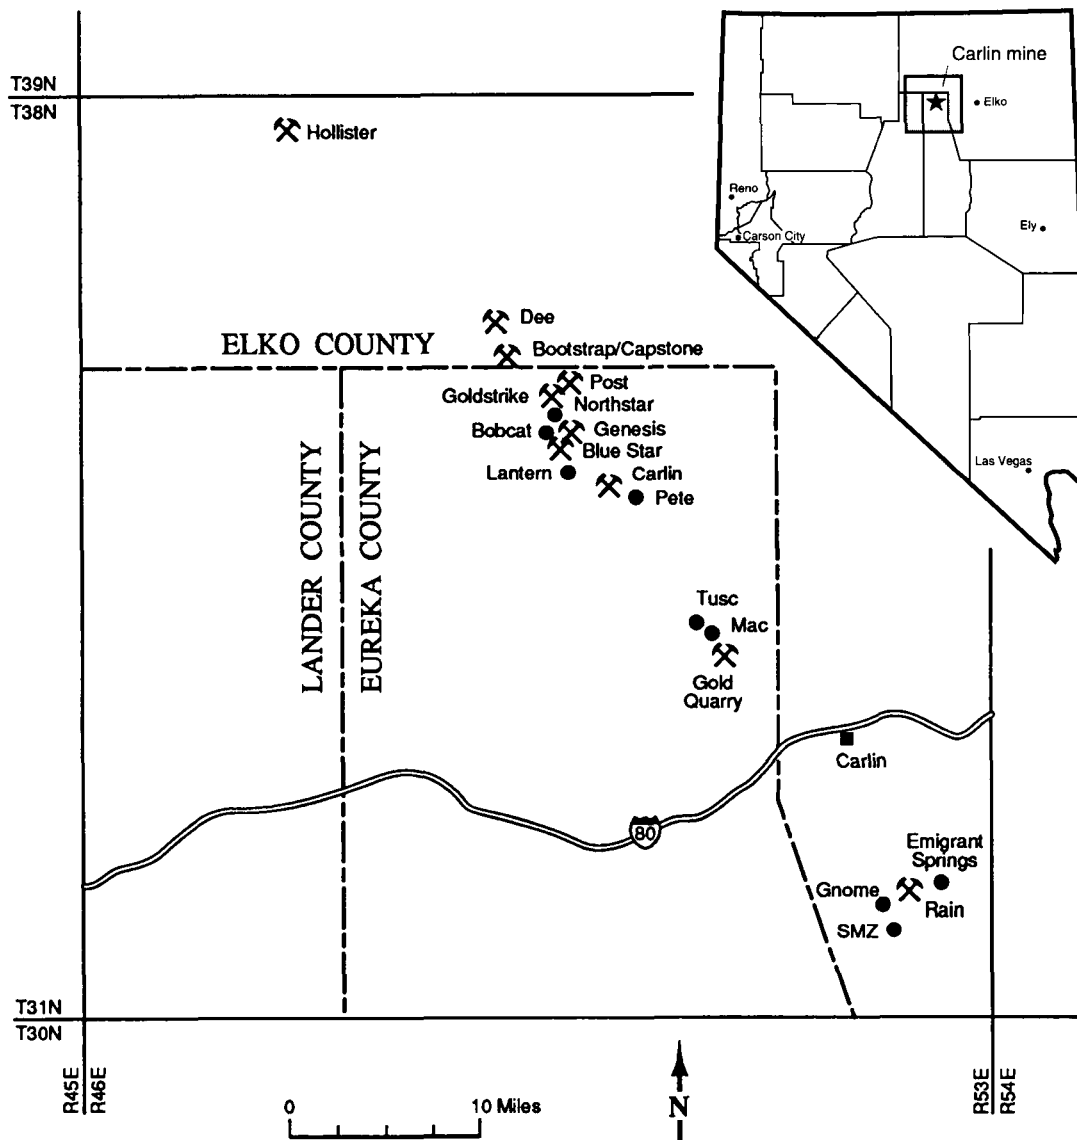 T39N
T38N
Hollister
Carlin mine
Elko
Reno
Carson City
Ely
Las Vegas
Dee
ELKO COUNTY
Bootstrap/Capstone
Post
Goldstrike
Northstar
Bobcat
Genesis
Blue Star
Lantern
Carlin
Pete
LANDER COUNTY
EUREKA COUNTY
Tusc
Mac
Gold
Quarry
Carlin
80
Emigrant
Springs
Gnome
Rain
SMZ
T31N
T30N
R45E
R46E
R53E
R54E
0 10 Miles
N